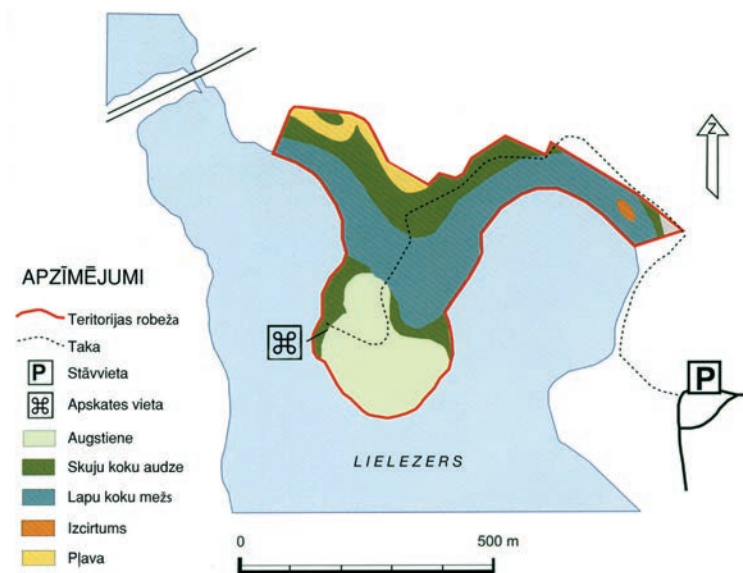 Z
APZĪMĒJUMI
Teritorijas robeža
Taka
P Stāvvieta
⌘ Apskates vieta
Augstiene
Skuju koku audze
Lapu koku mežs
Izcirtums
Pļava
⌘
P
LIELEZERS
0 500 m